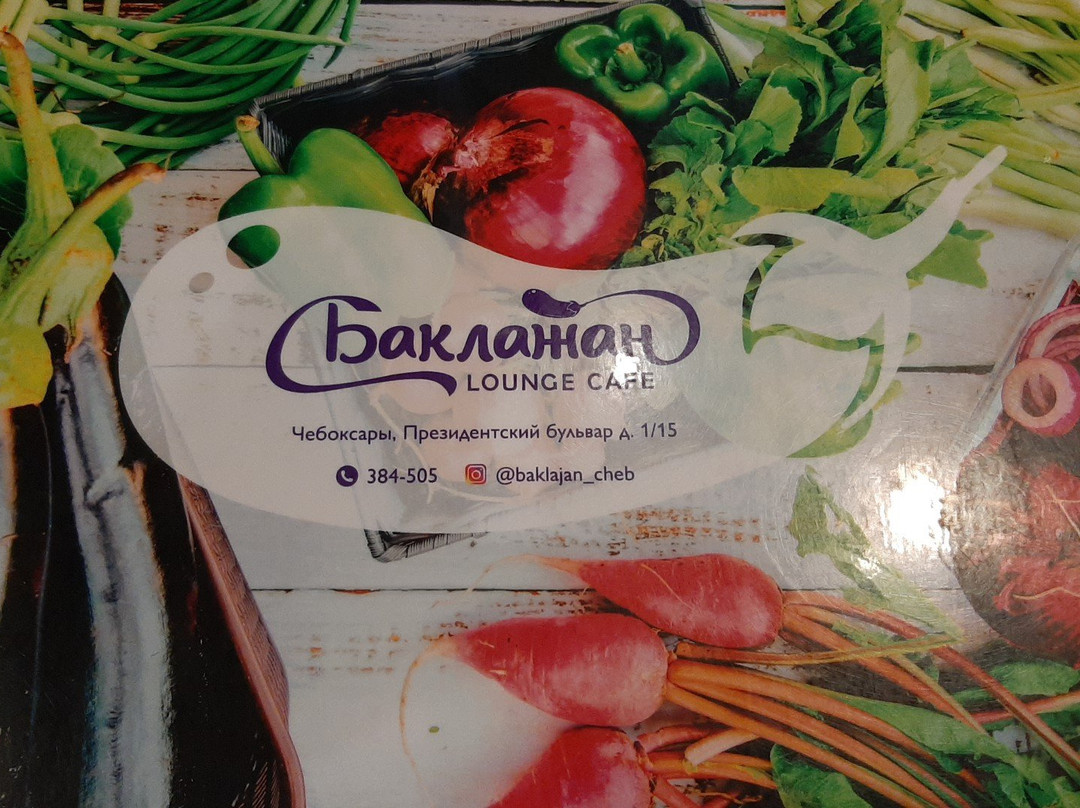 Баклажан
LOUNGE CAFE
Чебоксары, Президентский бульвар д. 1/15
384-505 @baklajan_cheb